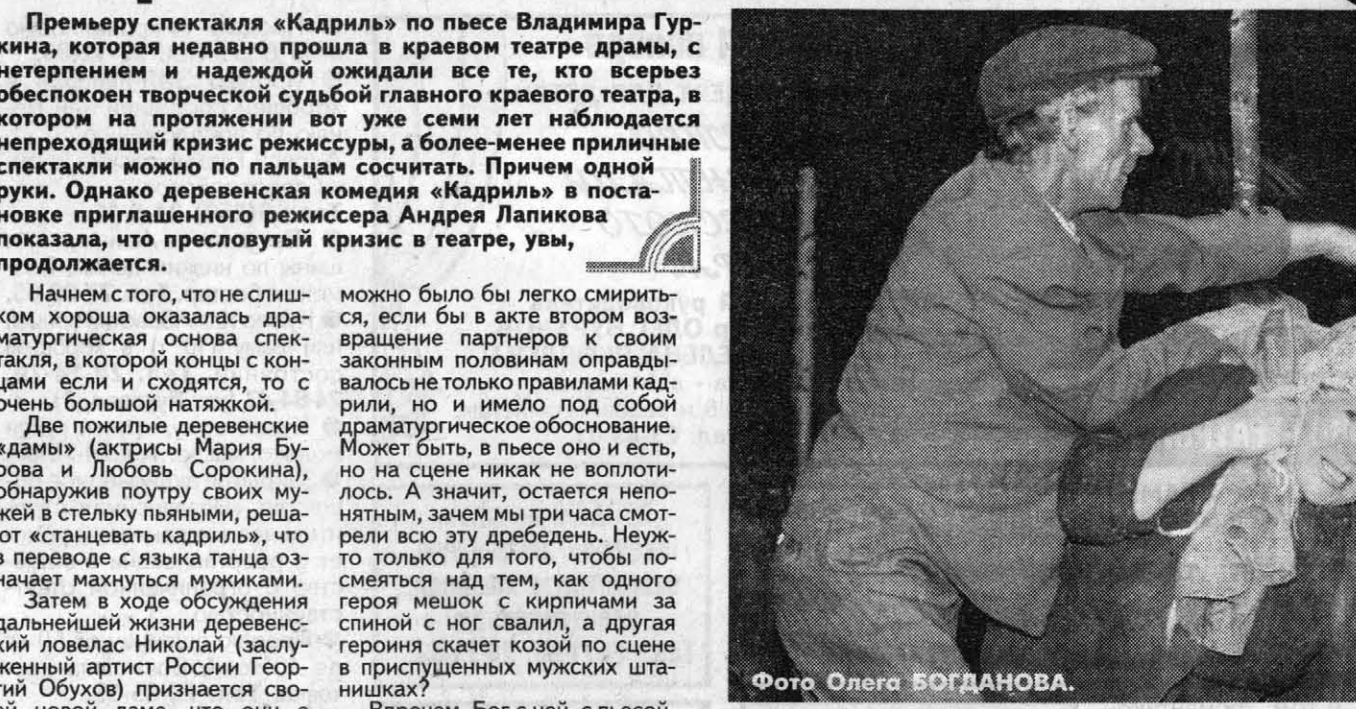 Премьеру спектакля «Кадриль» по пьесе Владимира Гур-
кина, которая недавно прошла в краевом театре драмы, с
нетерпением и надеждой ожидали все те, кто всерьез
обеспокоен творческой судьбой главного краевого театра, в
котором на протяжении вот уже семи лет наблюдается
непреходящий кризис режиссуры, а более-менее приличные
спектакли можно по пальцам сосчитать. Причем одной
руки. Однако деревенская комедия «Кадриль» в поста-
новке приглашенного режиссера Андрея Лапикова
показала, что пресловутый кризис в театре, увы,
продолжается.
Начнем с того, что не слиш-
ком хороша оказалась дра-
матургическая основа спек-
такля, в которой концы с кон-
цами если и сходятся, то с
очень большой натяжкой.
Две пожилые деревенские
«дамы» (актрисы Мария Бу-
рова и Любовь Сорокина),
обнаружив поутру своих му-
жей в стельку пьяными, реша-
ют «станцевать кадриль», что
в переводе с языка танца оз-
начает махнуться мужиками.
Затем в ходе обсуждения
дальнейшей жизни деревенс-
кий ловелас Николай (заслу-
женный артист России Геор-
гий Обухов) признается сво-
ей новой даме, что они с
можно было бы легко смирить-
ся, если бы в акте втором воз-
вращение партнеров к своим
законным половинам оправды-
валось не только правилами кад-
рили, но и имело под собой
драматургическое обоснование.
Может быть, в пьесе оно и есть,
но на сцене никак не воплоти-
лось. А значит, остается непо-
нятным, зачем мы три часа смот-
рели всю эту дребедень. Неуж-
то только для того, чтобы по-
смеяться над тем, как одного
героя мешок с кирпичами за
спиной с ног свалил, а другая
героиня скачет козой по сцене
в приспущенных мужских шта-
нишках?
Впрочем, Бог с ней, с пьесой.
Фото Олега БОГДАНОВА.